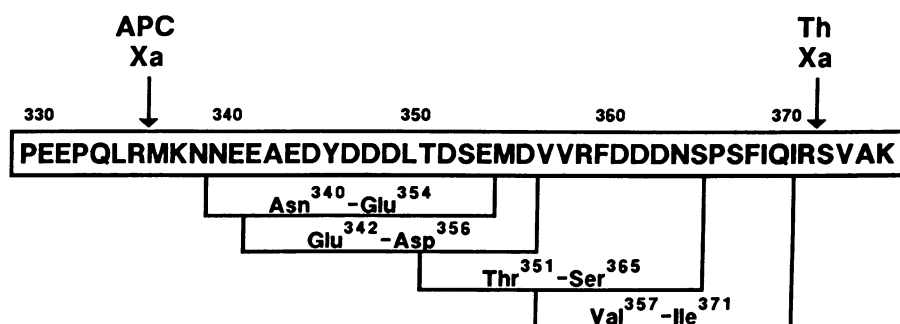 APC Th
Xa Xa
330 340 350 360 370
PEEPQLRMKNNEEAEDYDDDLTDSEMDVVRFDDDNSPSFIQIRSVAK
Asn340-Glu354
Glu342-Asp356
Thr351-Ser365
Val357-Ile371